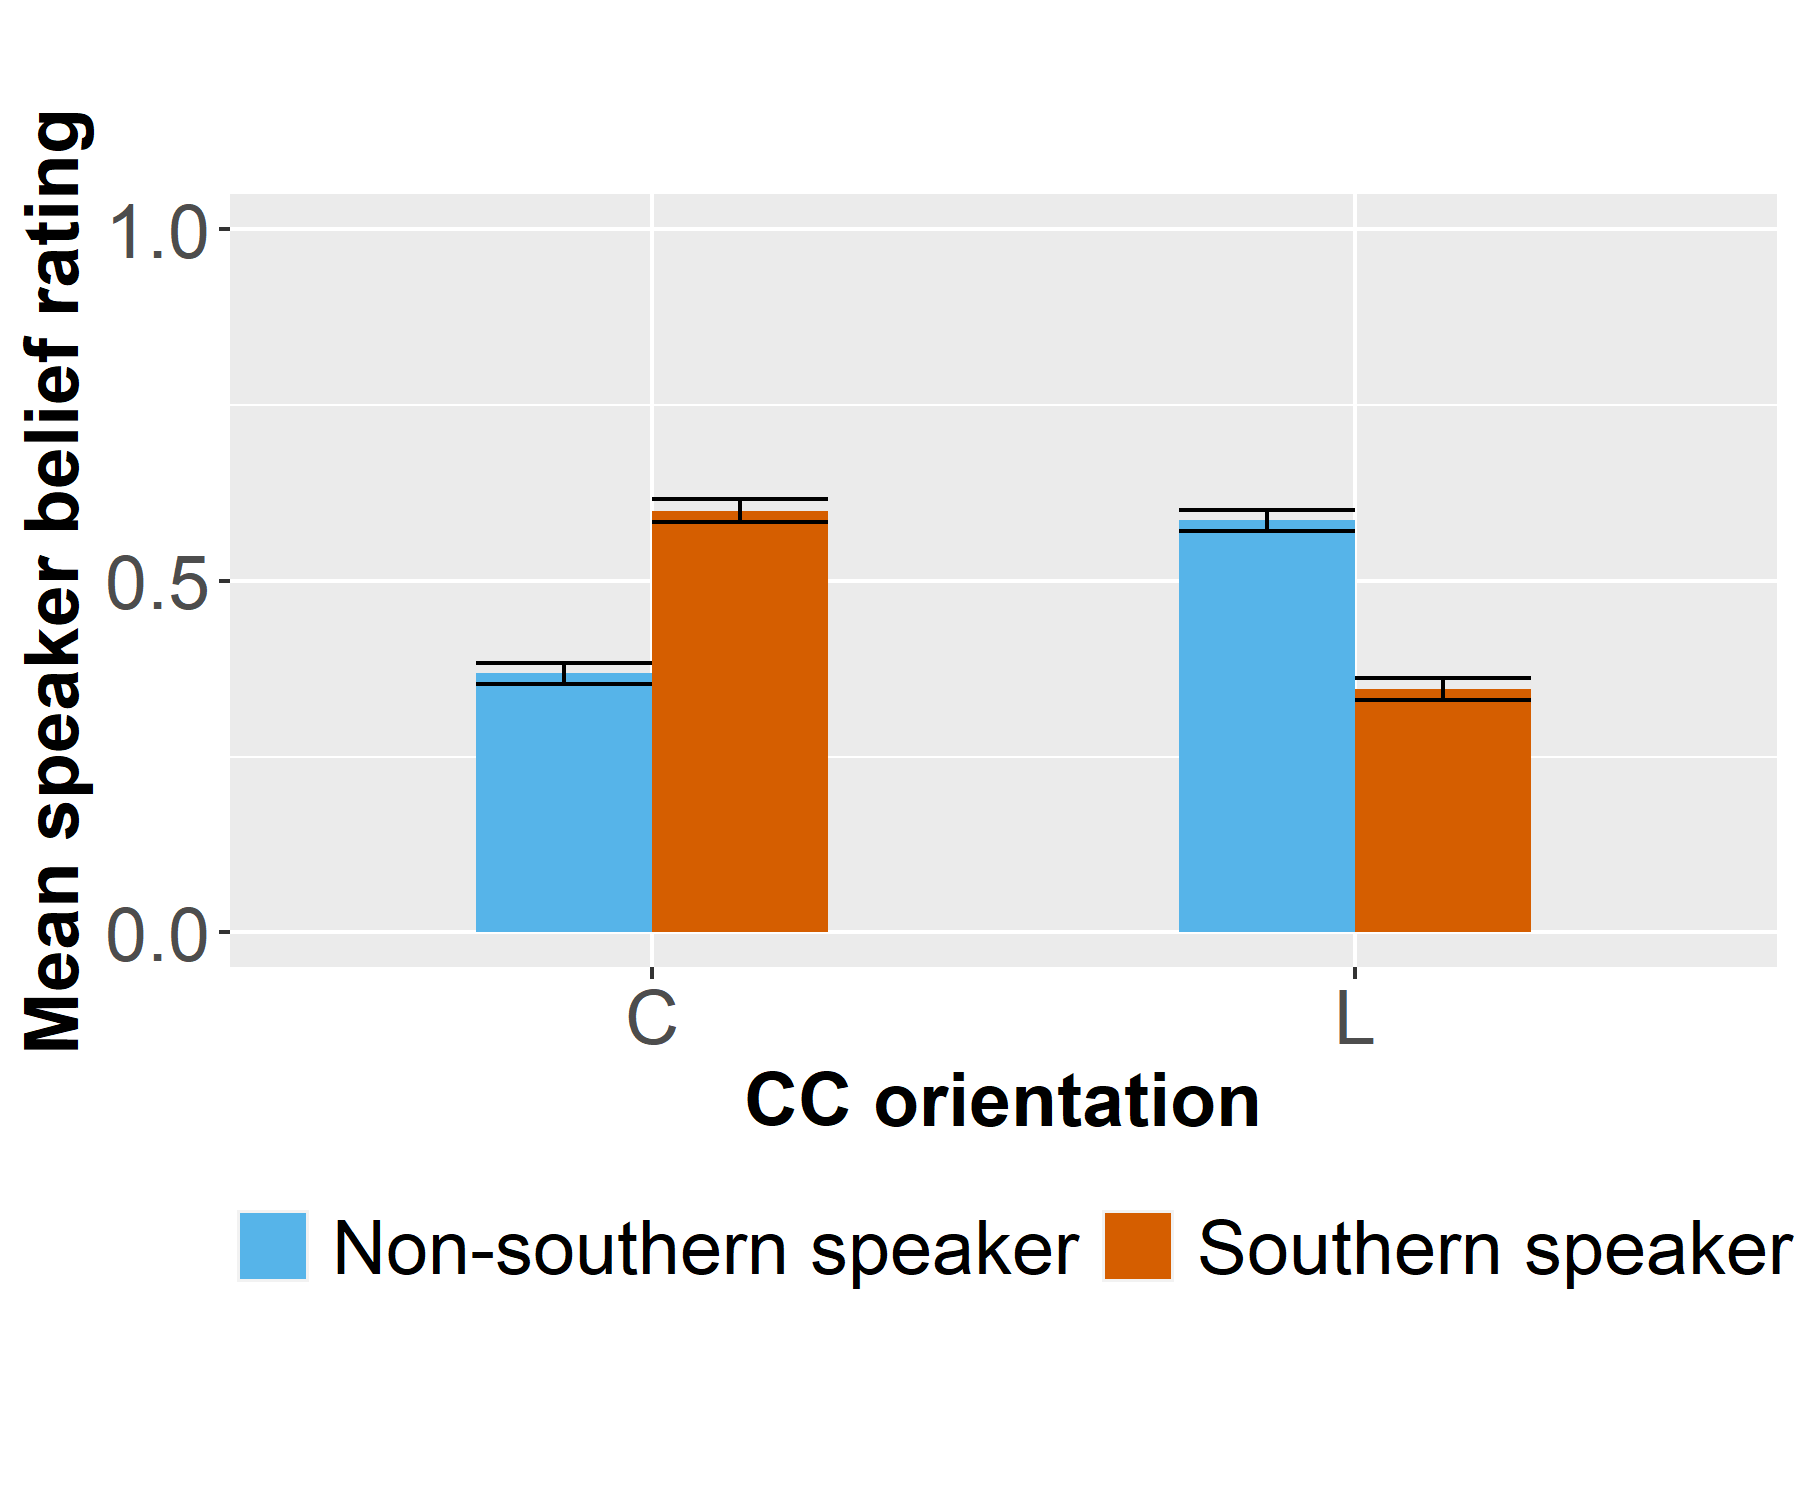 Mean speaker belief rating
1.0
0.5
0.0
C L
CC orientation
Non-southern speaker Southern speaker